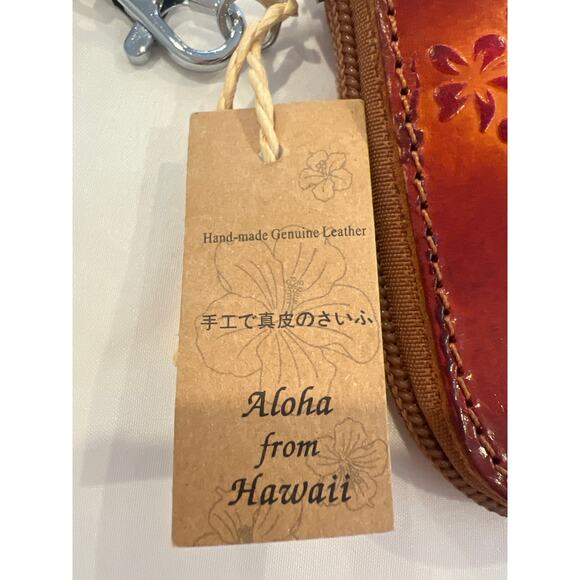 Hand-made Genuine Leather
手工で真皮のさいふ
Aloha
from
Hawaii